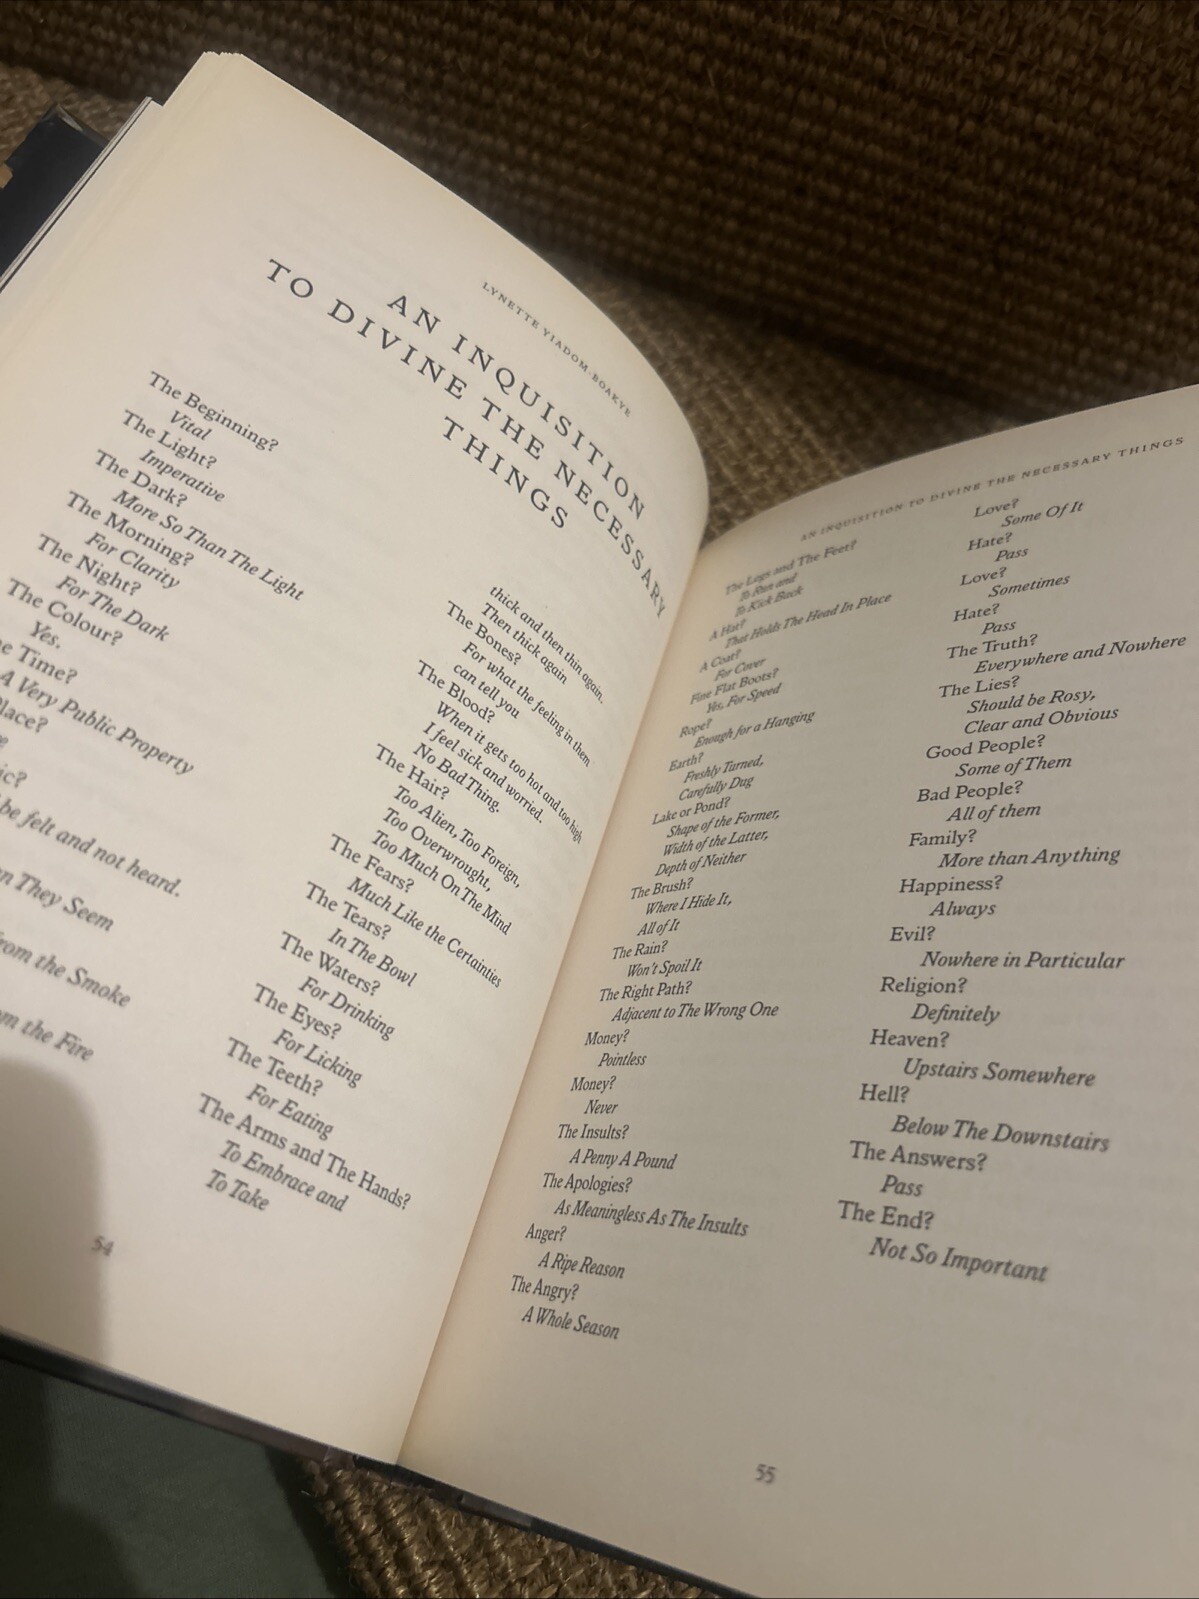 LYNETTE YIADOM-BOAKYE
AN INQUISITION
TO DIVINE THE NECESSARY
THINGS
The Beginning?
Vital
The Light?
Imperative
The Dark?
More So Than The Light
The Morning?
For Clarity
The Night?
For The Dark
The Colour?
Yes.
Time?
A Very Public Property
be felt and not heard.
They Seem
from the Smoke
the Fire
thick and then thin again.
Then thick again
The Bones?
For what the feeling in them
can tell you
The Blood?
When it gets too hot and too high
I feel sick and worried.
No Bad Thing.
The Hair?
Too Alien, Too Foreign,
Too Overwrought,
Too Much On The Mind
The Fears?
Much Like the Certainties
The Tears?
In The Bowl
The Waters?
For Drinking
The Eyes?
For Licking
The Teeth?
For Eating
The Arms and The Hands?
To Embrace and
To Take
54
AN INQUISITION TO DIVINE THE NECESSARY THINGS
The Legs and The Feet?
To Run and
To Kick Back
A Hat?
That Holds The Head In Place
A Coat?
For Cover
Fine Flat Boots?
Yes, For Speed
Rope?
Enough for a Hanging
Earth?
Freshly Turned,
Carefully Dug
Lake or Pond?
Shape of the Former,
Width of the Latter,
Depth of Neither
The Brush?
Where I Hide It,
All of It
The Rain?
Won't Spoil It
The Right Path?
Adjacent to The Wrong One
Money?
Pointless
Money?
Never
The Insults?
A Penny A Pound
The Apologies?
As Meaningless As The Insults
Anger?
A Ripe Reason
The Angry?
A Whole Season
Love?
Some Of It
Hate?
Pass
Love?
Sometimes
Hate?
Pass
The Truth?
Everywhere and Nowhere
The Lies?
Should be Rosy,
Clear and Obvious
Good People?
Some of Them
Bad People?
All of them
Family?
More than Anything
Happiness?
Always
Evil?
Nowhere in Particular
Religion?
Definitely
Heaven?
Upstairs Somewhere
Hell?
Below The Downstairs
The Answers?
Pass
The End?
Not So Important
55